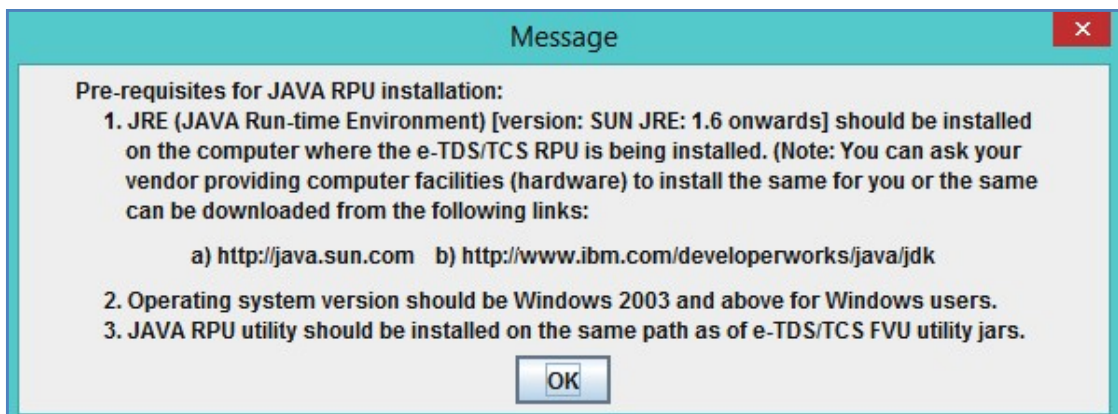 Message
Pre-requisites for JAVA RPU installation:
1. JRE (JAVA Run-time Environment) [version: SUN JRE: 1.6 onwards] should be installed
on the computer where the e-TDS/TCS RPU is being installed. (Note: You can ask your
vendor providing computer facilities (hardware) to install the same for you or the same
can be downloaded from the following links:
a) http://java.sun.com b) http://www.ibm.com/developerworks/java/jdk
2. Operating system version should be Windows 2003 and above for Windows users.
3. JAVA RPU utility should be installed on the same path as of e-TDS/TCS FVU utility jars.
OK